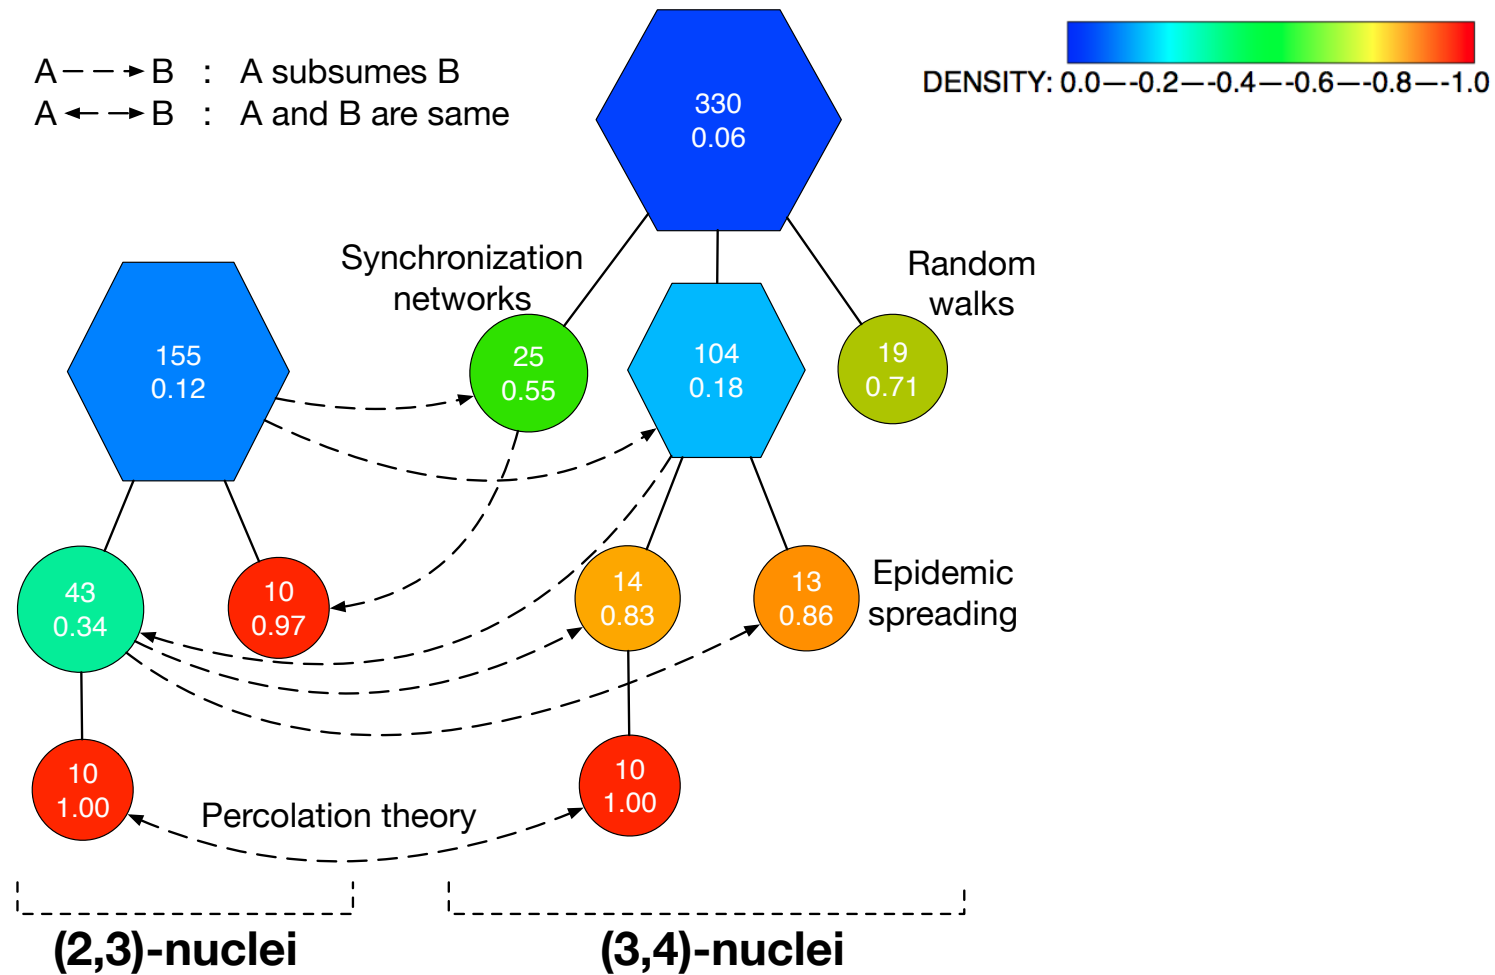 A – – → B : A subsumes B
A ← – → B : A and B are same
DENSITY: 0.0—-0.2—-0.4—-0.6—-0.8—-1.0
330
0.06
Synchronization
networks
Random
walks
155
0.12
25
0.55
104
0.18
19
0.71
43
0.34
10
0.97
14
0.83
13
0.86
Epidemic
spreading
10
1.00
Percolation theory
10
1.00
(2,3)-nuclei
(3,4)-nuclei